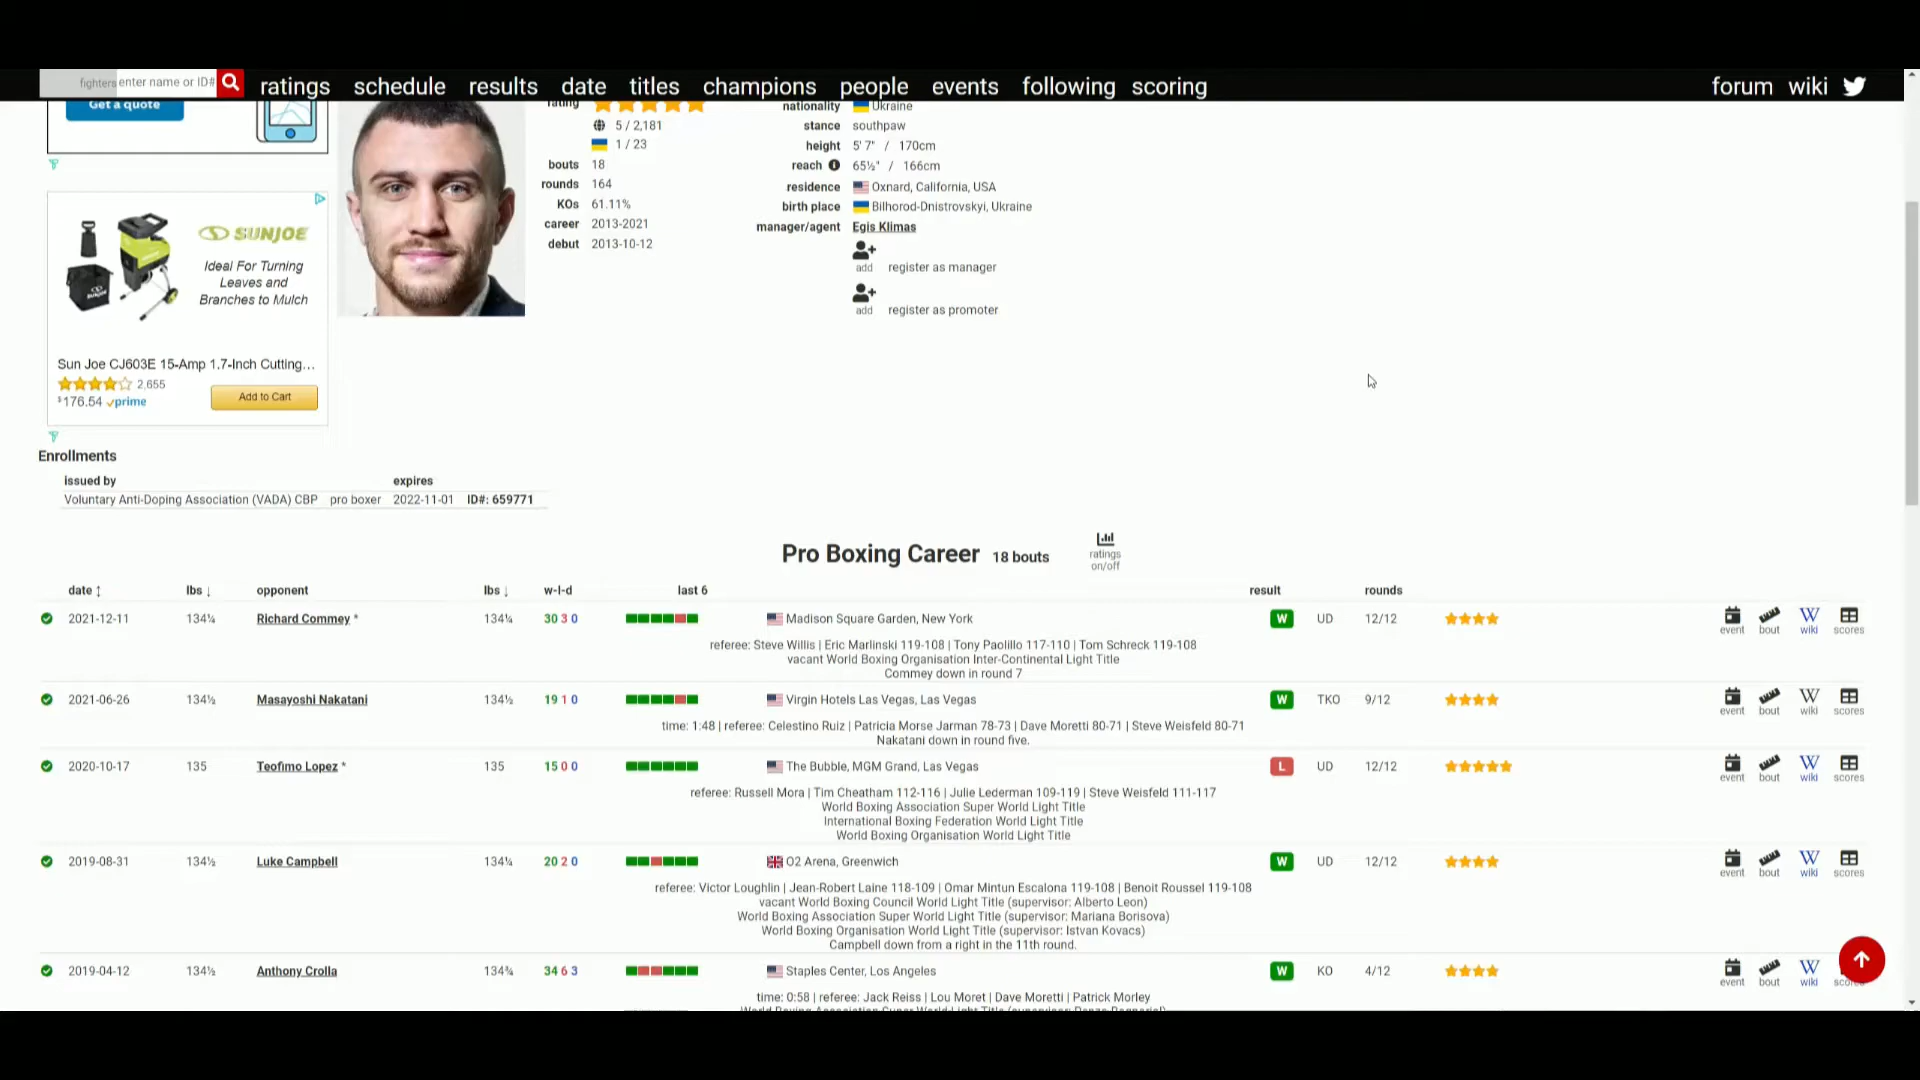 fighters enter name or ID# ratings schedule results date titles champions people events following scoring forum wiki
Get a quote
rating
5 / 2,181
1 / 23
bouts 18
rounds 164
KOs 61.11%
career 2013-2021
debut 2013-10-12
nationality Ukraine
stance southpaw
height 5' 7" / 170cm
reach 65½" / 166cm
residence Oxnard, California, USA
birth place Bilhorod-Dnistrovskyi, Ukraine
manager/agent Egis Klimas
add register as manager
add register as promoter
SUNJOE
Ideal For Turning
Leaves and
Branches to Mulch
Sun Joe CJ603E 15-Amp 1.7-Inch Cutting...
2,655
$176.54 prime Add to Cart
Enrollments
issued by expires
Voluntary Anti-Doping Association (VADA) CBP pro boxer 2022-11-01 ID#: 659771
Pro Boxing Career 18 bouts
ratings
on/off
date lbs opponent lbs w-l-d last 6 result rounds
2021-12-11 134¼ Richard Commey * 134¼ 30 3 0 Madison Square Garden, New York W UD 12/12
event bout wiki scores
referee: Steve Willis | Eric Marlinski 119-108 | Tony Paolillo 117-110 | Tom Schreck 119-108
vacant World Boxing Organisation Inter-Continental Light Title
Commey down in round 7
2021-06-26 134½ Masayoshi Nakatani 134½ 19 1 0 Virgin Hotels Las Vegas, Las Vegas W TKO 9/12
event bout wiki scores
time: 1:48 | referee: Celestino Ruiz | Patricia Morse Jarman 78-73 | Dave Moretti 80-71 | Steve Weisfeld 80-71
Nakatani down in round five.
2020-10-17 135 Teofimo Lopez * 135 15 0 0 The Bubble, MGM Grand, Las Vegas L UD 12/12
event bout wiki scores
referee: Russell Mora | Tim Cheatham 112-116 | Julie Lederman 109-119 | Steve Weisfeld 111-117
World Boxing Association Super World Light Title
International Boxing Federation World Light Title
World Boxing Organisation World Light Title
2019-08-31 134½ Luke Campbell 134¼ 20 2 0 O2 Arena, Greenwich W UD 12/12
event bout wiki scores
referee: Victor Loughlin | Jean-Robert Laine 118-109 | Omar Mintun Escalona 119-108 | Benoit Roussel 119-108
vacant World Boxing Council World Light Title (supervisor: Alberto Leon)
World Boxing Association Super World Light Title (supervisor: Mariana Borisova)
World Boxing Organisation World Light Title (supervisor: Istvan Kovacs)
Campbell down from a right in the 11th round.
2019-04-12 134½ Anthony Crolla 134¾ 34 6 3 Staples Center, Los Angeles W KO 4/12
event bout wiki
time: 0:58 | referee: Jack Reiss | Lou Moret | Dave Moretti | Patrick Morley